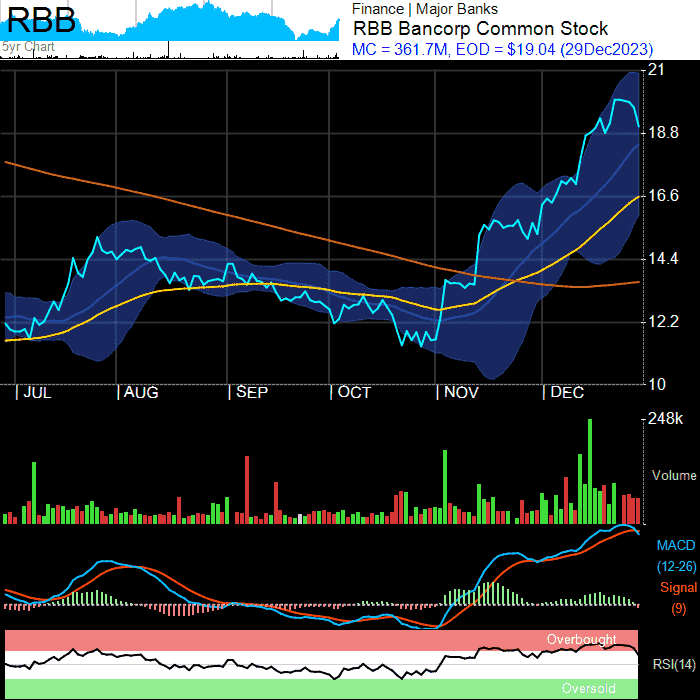 RBB
5yr Chart
Finance | Major Banks
RBB Bancorp Common Stock
MC = 361.7M, EOD = $19.04 (29Dec2023)
21
18.8
16.6
14.4
12.2
10
| JUL | AUG | SEP | OCT | NOV | DEC
248k
Volume
MACD
(12-26)
Signal
(9)
Overbought
RSI(14)
Oversold